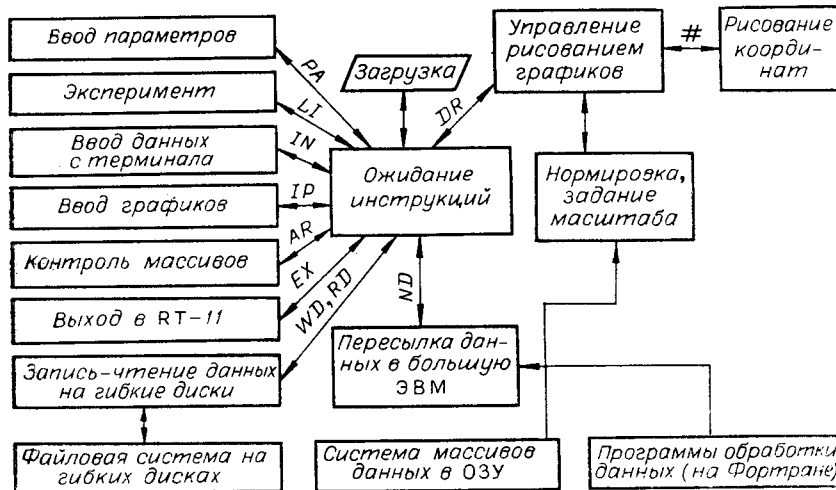 Ввод параметров
Эксперимент
Ввод данных
с терминала
Ввод графиков
Контроль массивов
Выход в RT-11
Запись-чтение данных
на гибкие диски
Файловая система на
гибких дисках
PA
LI
IN
IP
AR
EX
WD, RD
Загрузка
Ожидание
инструкций
DR
ND
Управление
рисованием
графиков
#
Рисование
коорди-
нат
Нормировка,
задание
масштаба
Пересылка дан-
ных в большую
ЭВМ
Система массивов
данных в ОЗУ
Программы обработки
данных (на Фортране)